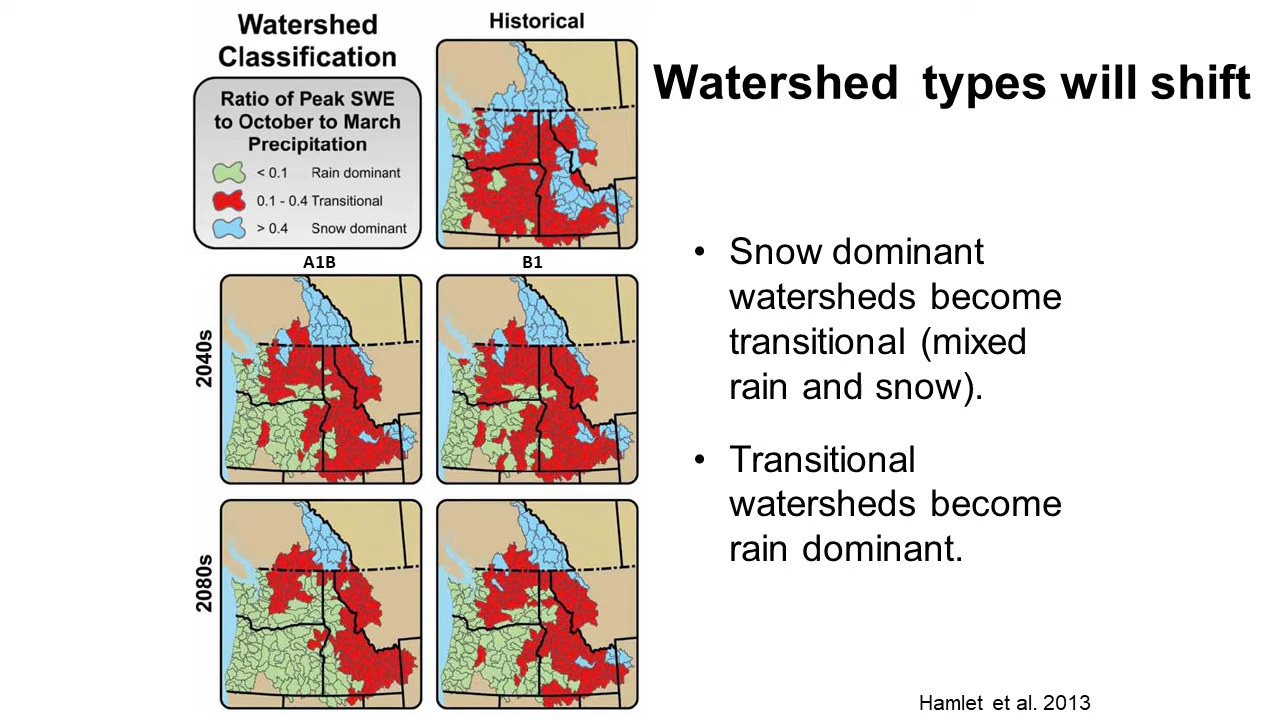 Watershed
Classification
Ratio of Peak SWE
to October to March
Precipitation
< 0.1 Rain dominant
0.1 - 0.4 Transitional
> 0.4 Snow dominant
Historical
A1B
B1
2040s
2080s
Watershed types will shift
• Snow dominant
watersheds become
transitional (mixed
rain and snow).
• Transitional
watersheds become
rain dominant.
Hamlet et al. 2013